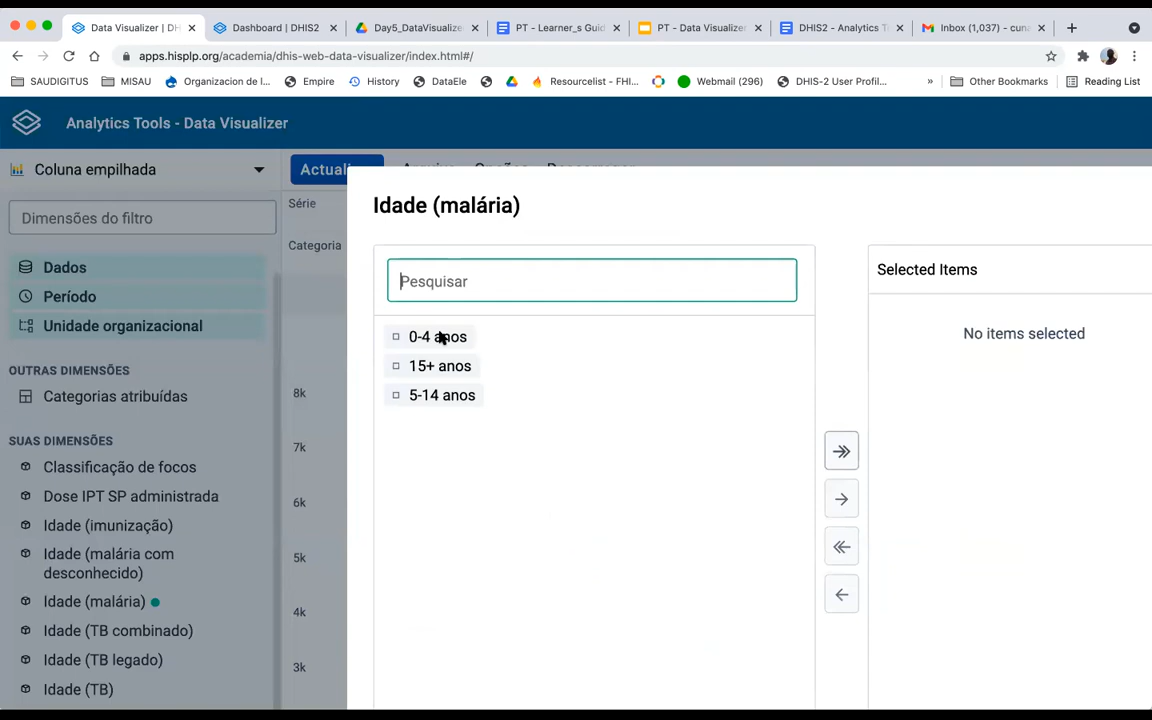 Data Visualizer | DH
Dashboard | DHIS2
Day5_DataVisualize
PT - Learner_s Guid
PT - Data Visualizer
DHIS2 - Analytics T
Inbox (1,037) - cuna
apps.hisplp.org/academia/dhis-web-data-visualizer/index.html#/
SAUDIGITUS
MISAU
Organizacion de I...
Empire
History
DataEle
Resourcelist – FHI...
Webmail (296)
DHIS-2 User Profil...
»
Other Bookmarks
Reading List
Analytics Tools - Data Visualizer
Coluna empilhada
Actuali
Dimensões do filtro
Série
Categoria
Dados
Período
Unidade organizacional
OUTRAS DIMENSÕES
Categorias atribuídas
SUAS DIMENSÕES
Classificação de focos
Dose IPT SP administrada
Idade (imunização)
Idade (malária com
desconhecido)
Idade (malária)
Idade (TB combinado)
Idade (TB legado)
Idade (TB)
8k
7k
6k
5k
4k
3k
Idade (malária)
Pesquisar
0-4 anos
15+ anos
5-14 anos
Selected Items
No items selected